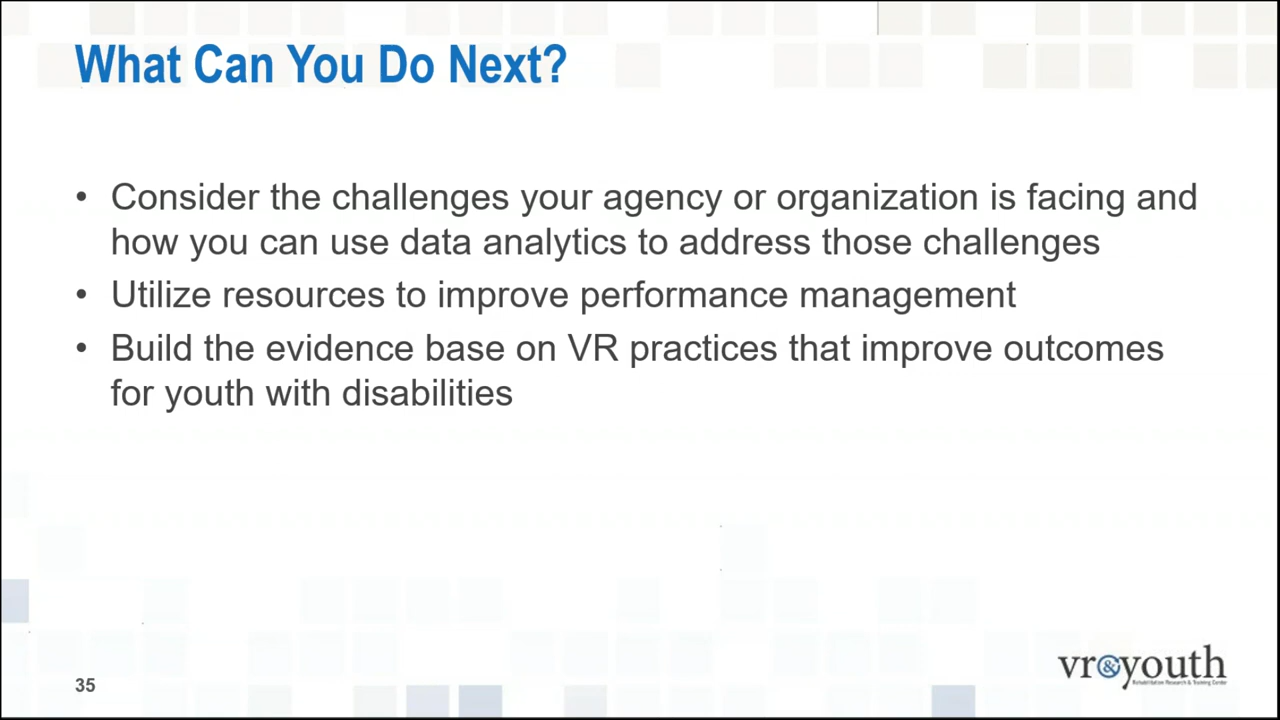 What Can You Do Next?
• Consider the challenges your agency or organization is facing and
how you can use data analytics to address those challenges
• Utilize resources to improve performance management
• Build the evidence base on VR practices that improve outcomes
for youth with disabilities
35
vr&youth
Rehabilitation Research & Training Center